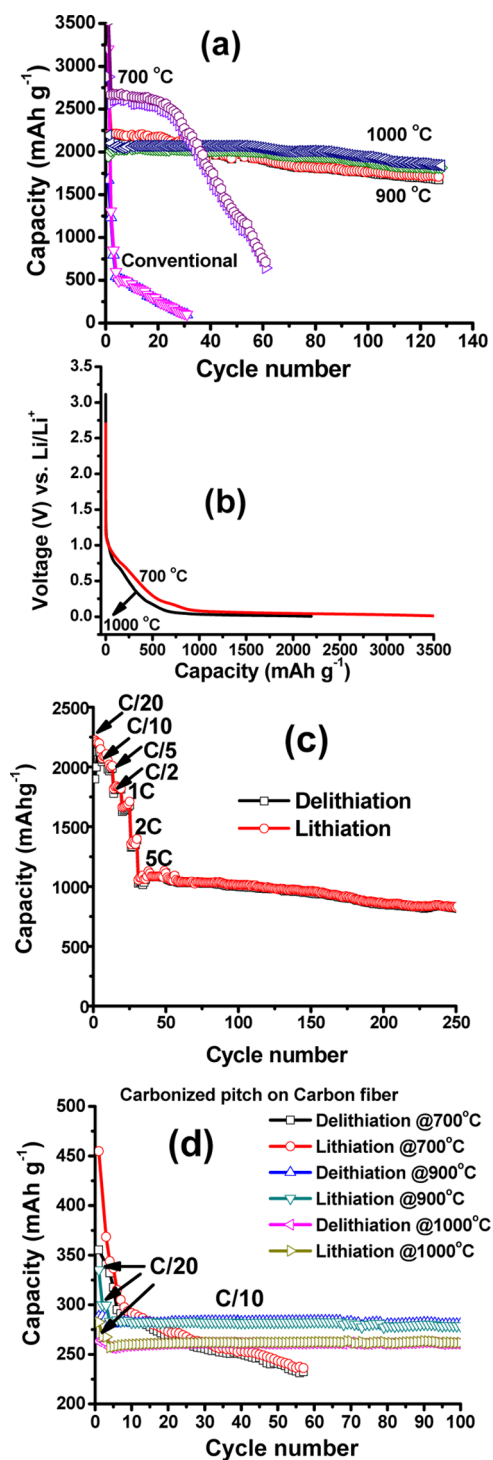 (a)
3500
3000
2500
2000
1500
1000
500
0
Capacity (mAh g-1)
700 °C
1000 °C
900 °C
Conventional
0 20 40 60 80 100 120 140
Cycle number
(b)
3.5
3.0
2.5
2.0
1.5
1.0
0.5
0.0
Voltage (V) vs. Li/Li+
700 °C
1000 °C
0 500 1000 1500 2000 2500 3000 3500
Capacity (mAh g-1)
(c)
2500
2000
1500
1000
500
0
Capacity (mAhg-1)
C/20
C/10
C/5
C/2
1C
2C
5C
Delithiation
Lithiation
0 50 100 150 200 250
Cycle number
Carbonized pitch on Carbon fiber
(d)
500
450
400
350
300
250
200
Capacity (mAh g-1)
Delithiation @700°C
Lithiation @700°C
Deithiation @900°C
Lithiation @900°C
Delithiation @1000°C
Lithiation @1000°C
C/20
C/10
0 10 20 30 40 50 60 70 80 90 100
Cycle number